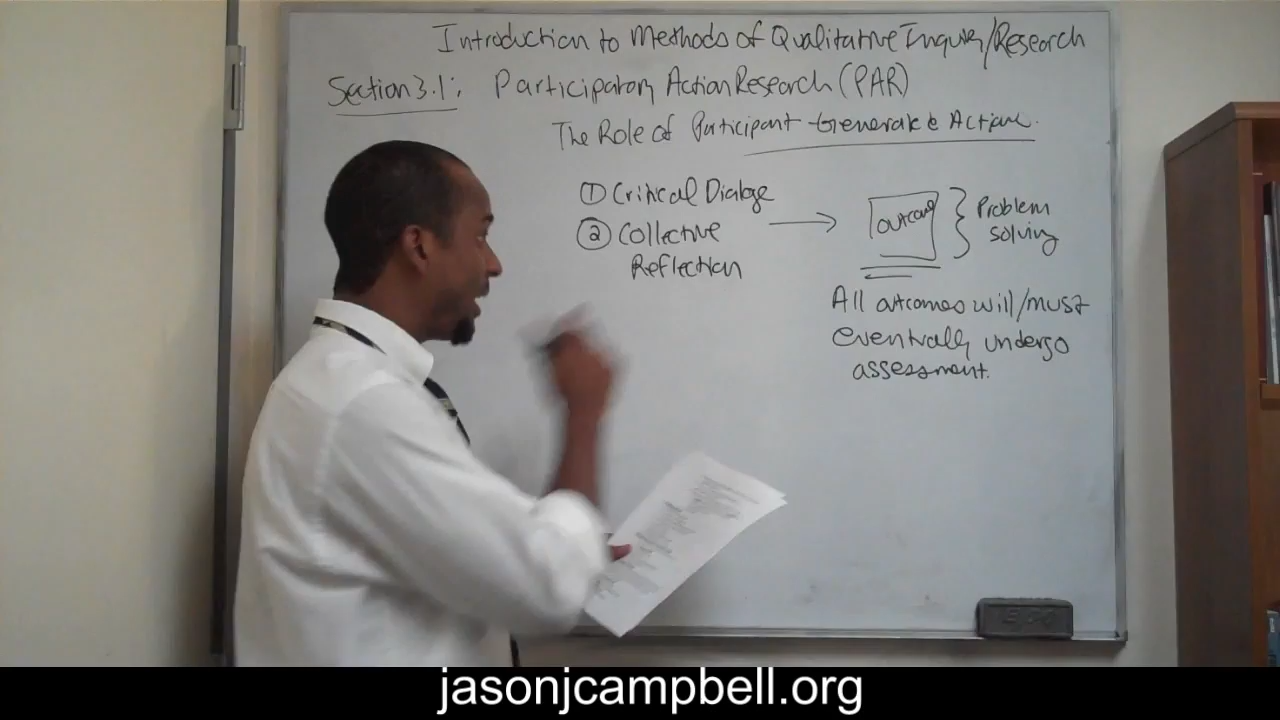 Introduction to Methods of Qualitative Inquiry/Research
Section 3.1: Participatory Action Research (PAR)
The Role of Participant - Generate & Action.
① Critical Dialoge
② Collective
Reflection
→
outcome
} Problem
solving
All outcomes will/must
eventually undergo
assessment.
jasonjcampbell.org